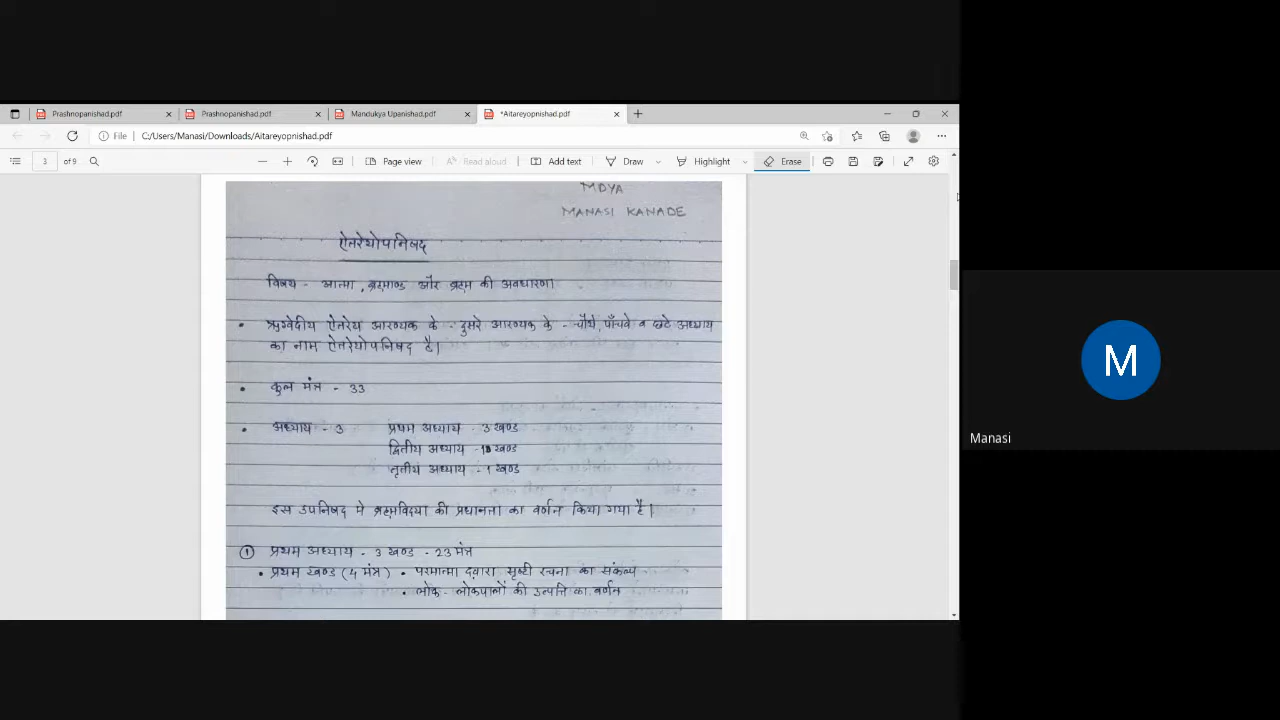 Prashnopanishad.pdf
Prashnopanishad.pdf
Mandukya Upanishad.pdf
*Aitareyopnishad.pdf
File C:/Users/Manasi/Downloads/Aitareyopnishad.pdf
3 of 9 Page view Read aloud Add text Draw Highlight Erase
MDYA
MANASI KANADE
ऐतरेयोपनिषद
विषय - आत्मा, ब्रह्माण्ड और ब्रह्म की अवधारणा
• ऋग्वेदीय ऐतरेय आरण्यक के - दुसरे आरण्यक के - चौथे, पाँचवे व छटे अध्याय
का नाम ऐतरेयोपनिषद है।
• कुल मंत्र - 33
• अध्याय - 3 प्रथम अध्याय - 3 खण्ड
द्वितीय अध्याय - 1 खण्ड
तृतीय अध्याय - 1 खण्ड
इस उपनिषद मे ब्रह्मविदया की प्रधानता का वर्णन किया गया है।
① प्रथम अध्याय - 3 खण्ड - 23 मंत्र
• प्रथम खण्ड (4 मंत्र) • परमात्मा द्वारा सृष्टी रचना का संकल्प
• लोक - लोकपालों की उत्पत्ति का वर्णन
M
Manasi